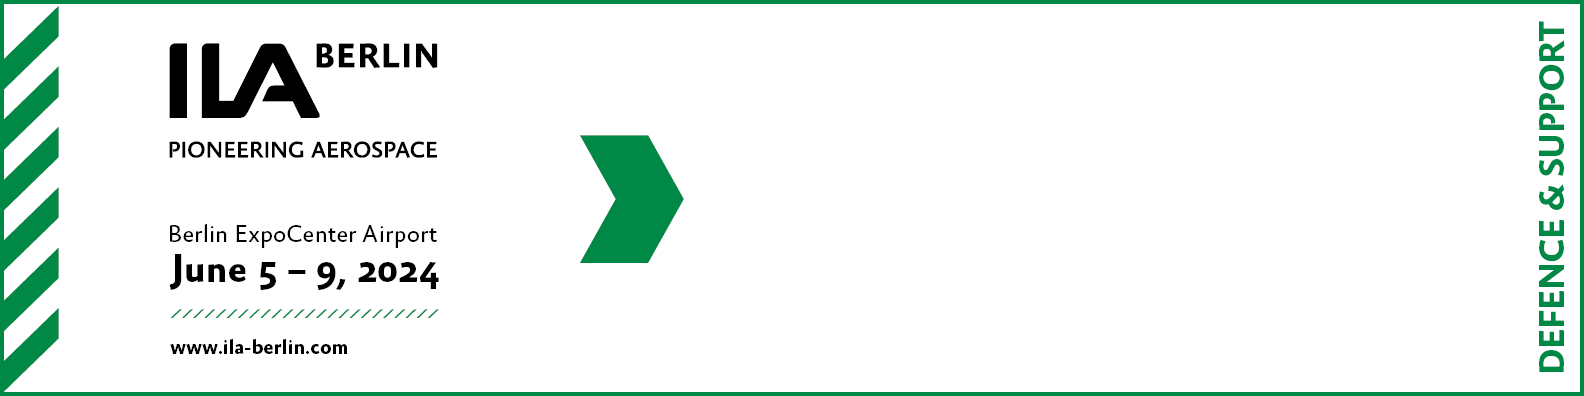 ILA BERLIN
PIONEERING AEROSPACE
Berlin ExpoCenter Airport
June 5 – 9, 2024
www.ila-berlin.com
DEFENCE & SUPPORT